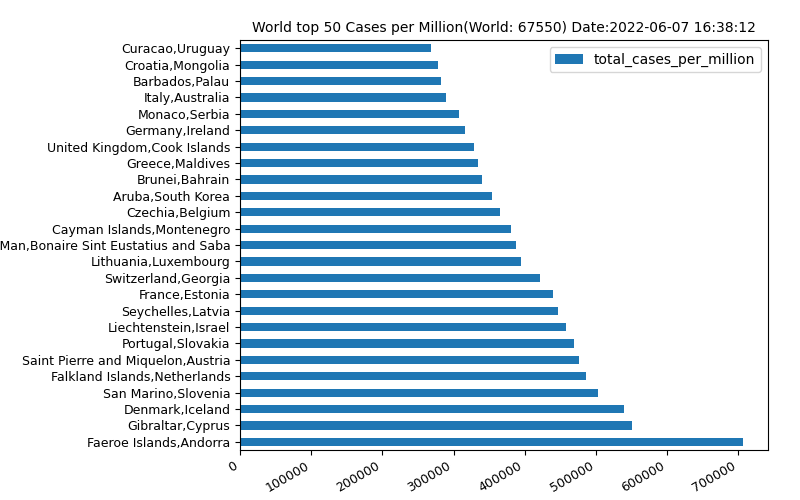 World top 50 Cases per Million(World: 67550) Date:2022-06-07 16:38:12
total_cases_per_million
Curacao,Uruguay
Croatia,Mongolia
Barbados,Palau
Italy,Australia
Monaco,Serbia
Germany,Ireland
United Kingdom,Cook Islands
Greece,Maldives
Brunei,Bahrain
Aruba,South Korea
Czechia,Belgium
Cayman Islands,Montenegro
Man,Bonaire Sint Eustatius and Saba
Lithuania,Luxembourg
Switzerland,Georgia
France,Estonia
Seychelles,Latvia
Liechtenstein,Israel
Portugal,Slovakia
Saint Pierre and Miquelon,Austria
Falkland Islands,Netherlands
San Marino,Slovenia
Denmark,Iceland
Gibraltar,Cyprus
Faeroe Islands,Andorra
0 100000 200000 300000 400000 500000 600000 700000